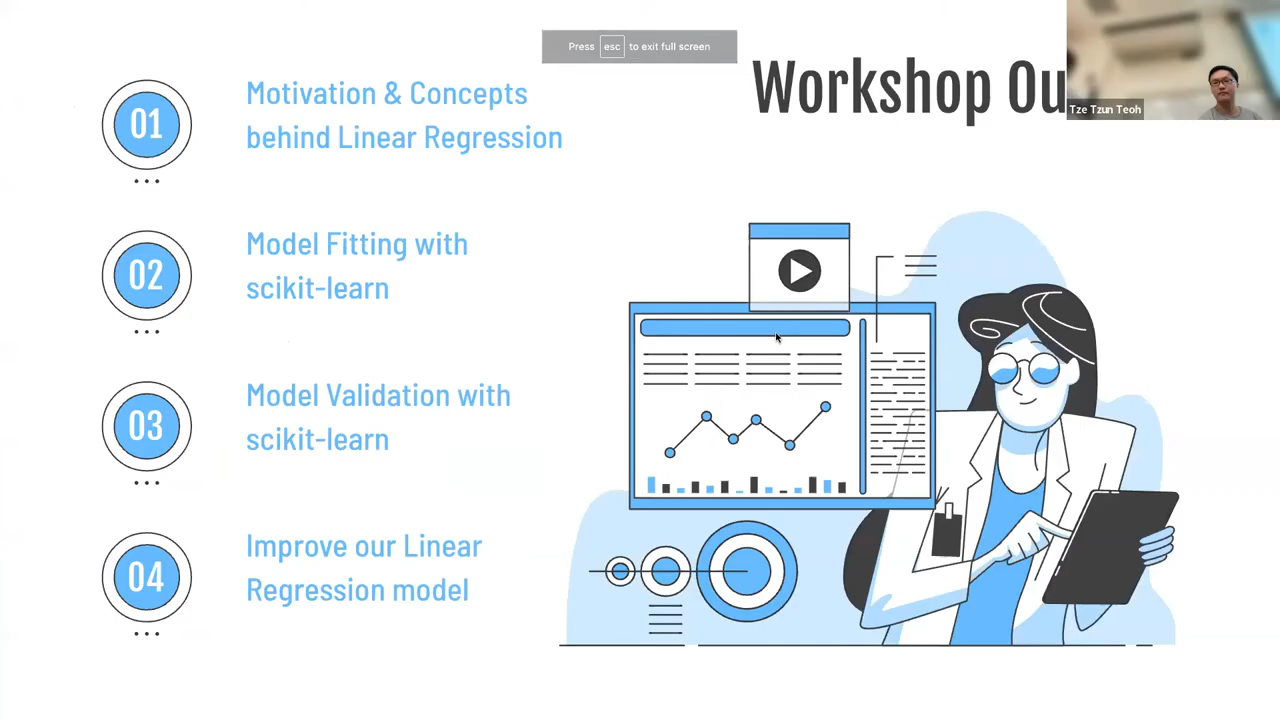 Press esc to exit full screen
Workshop Ou
Tze Tzun Teoh
01
Motivation & Concepts
behind Linear Regression
02
Model Fitting with
scikit-learn
03
Model Validation with
scikit-learn
04
Improve our Linear
Regression model